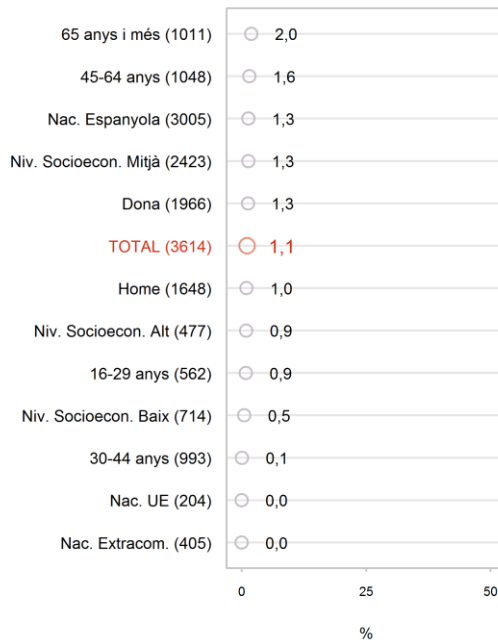 65 anys i més (1011) 2,0
45-64 anys (1048) 1,6
Nac. Espanyola (3005) 1,3
Niv. Socioecon. Mitjà (2423) 1,3
Dona (1966) 1,3
TOTAL (3614) 1,1
Home (1648) 1,0
Niv. Socioecon. Alt (477) 0,9
16-29 anys (562) 0,9
Niv. Socioecon. Baix (714) 0,5
30-44 anys (993) 0,1
Nac. UE (204) 0,0
Nac. Extracom. (405) 0,0
0 25 50
%